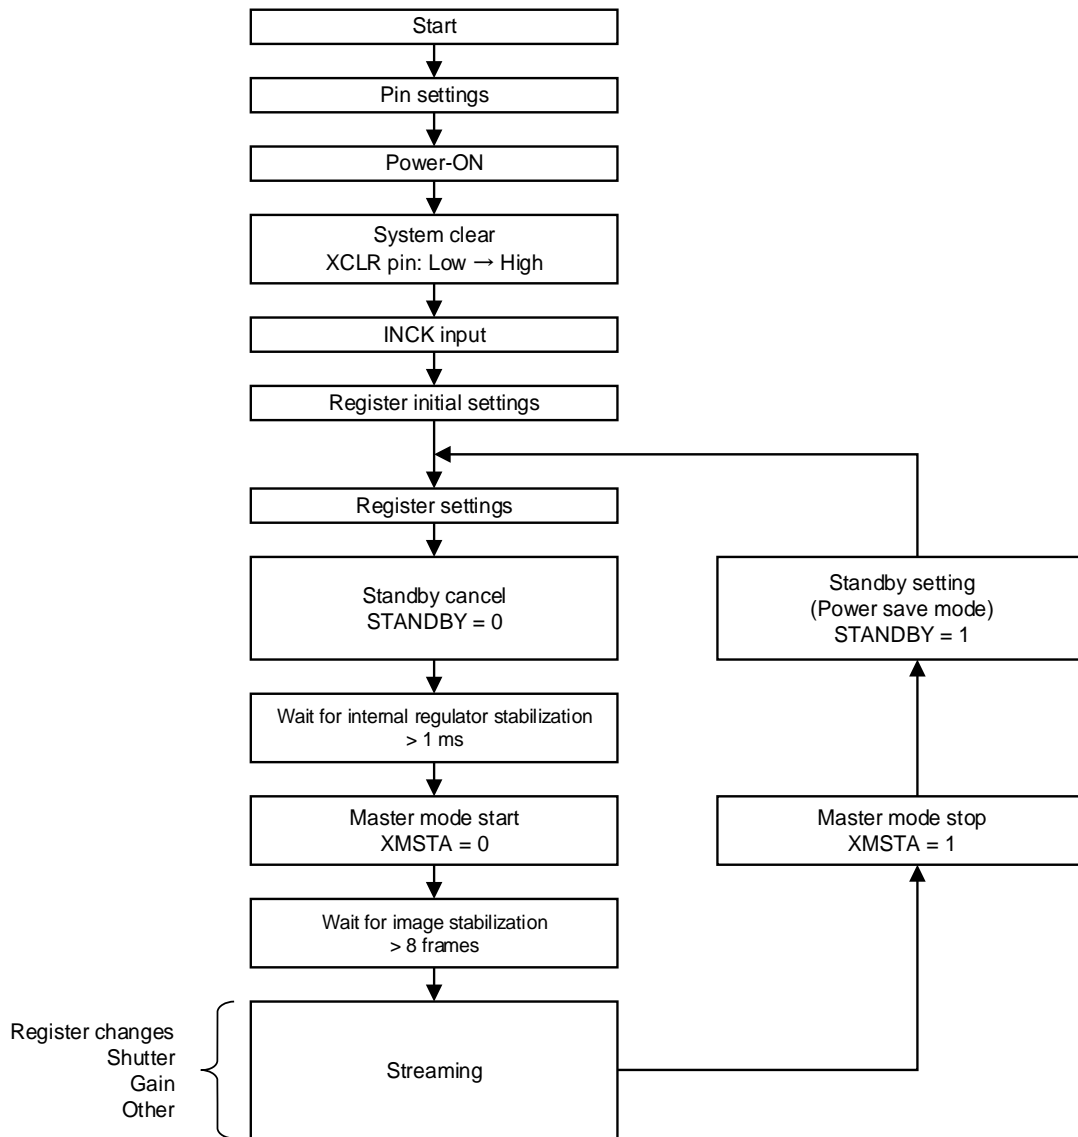 Start
Pin settings
Power-ON
System clear
XCLR pin: Low → High
INCK input
Register initial settings
Register settings
Standby cancel
STANDBY = 0
Wait for internal regulator stabilization
> 1 ms
Master mode start
XMSTA = 0
Wait for image stabilization
> 8 frames
Register changes
Shutter
Gain
Other
Streaming
Master mode stop
XMSTA = 1
Standby setting
(Power save mode)
STANDBY = 1